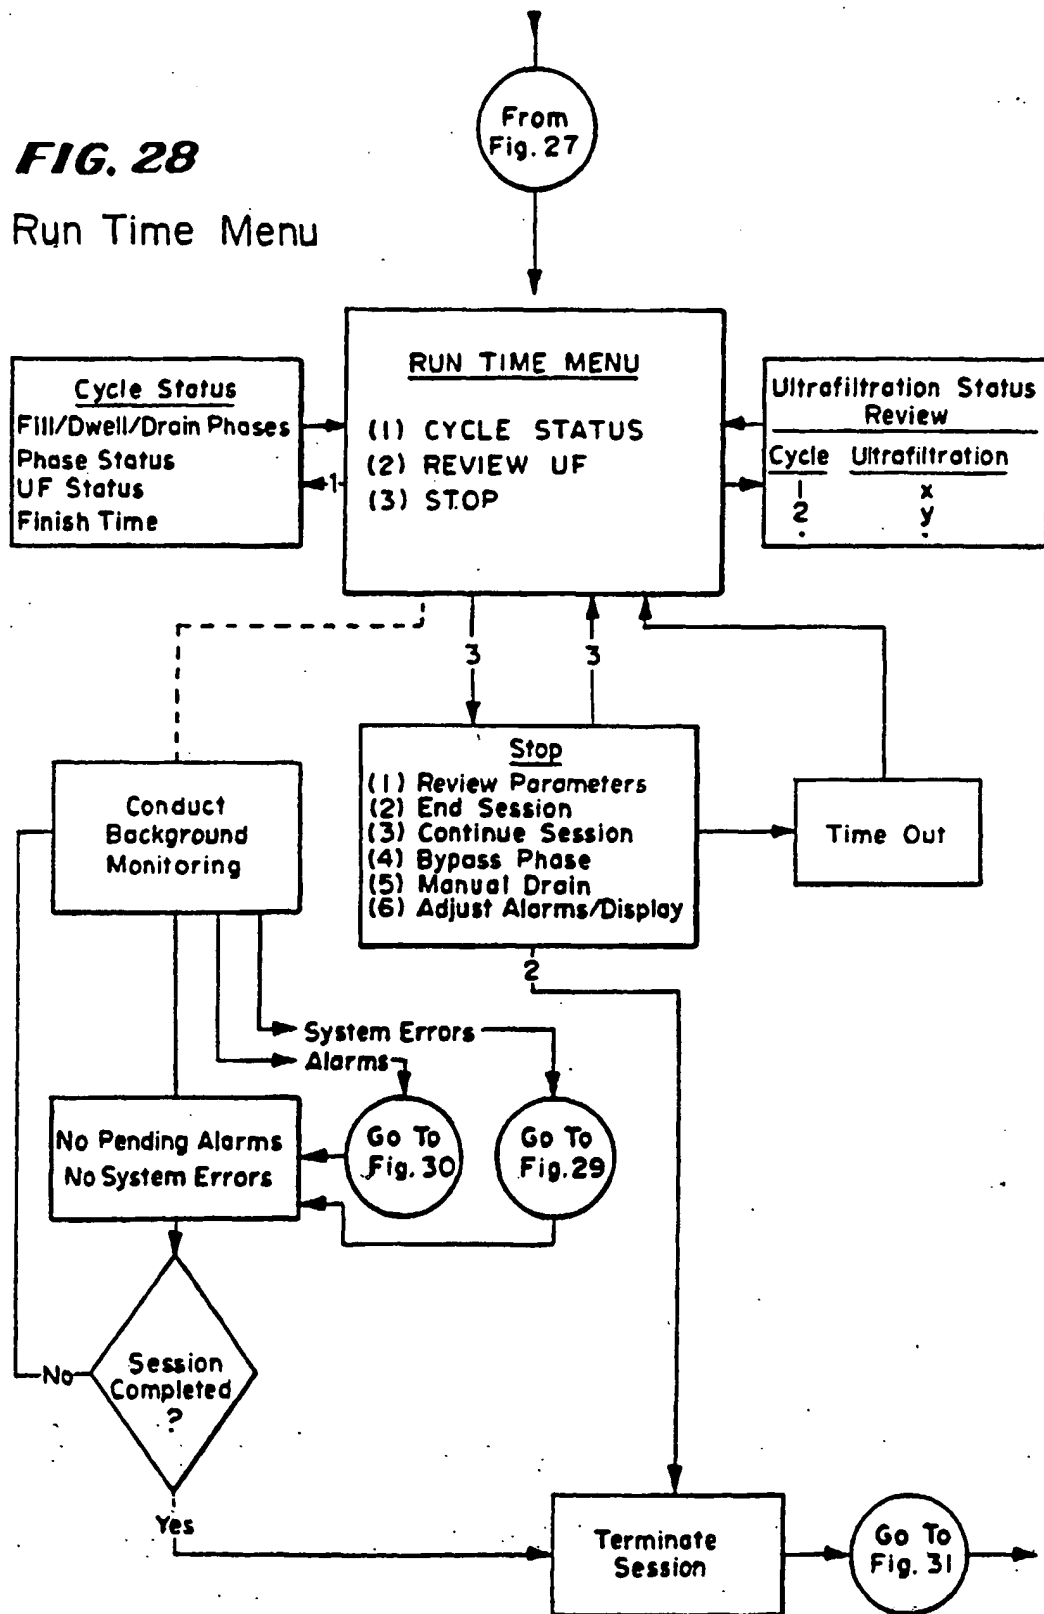 From
Fig. 27
FIG. 28
Run Time Menu
RUN TIME MENU
(1) CYCLE STATUS
(2) REVIEW UF
(3) STOP
Cycle Status
Fill/Dwell/Drain Phases
Phase Status
UF Status
Finish Time
1
Ultrafiltration Status
Review
Cycle Ultrafiltration
1 x
2 y
. .
3
3
Stop
(1) Review Parameters
(2) End Session
(3) Continue Session
(4) Bypass Phase
(5) Manual Drain
(6) Adjust Alarms/Display
Time Out
Conduct
Background
Monitoring
2
System Errors
Alarms
No Pending Alarms
No System Errors
Go To
Fig. 30
Go To
Fig. 29
Session
Completed
?
No
Yes
Terminate
Session
Go To
Fig. 31